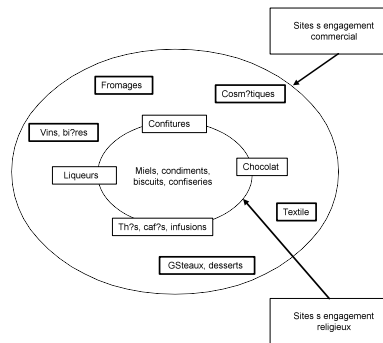 Sites s engagement
commercial
Fromages
Cosm?tiques
Confitures
Vins, bi?res
Miels, condiments,
biscuits, confiseries
Chocolat
Liqueurs
Textile
Th?s, caf?s, infusions
GSteaux, desserts
Sites s engagement
religieux